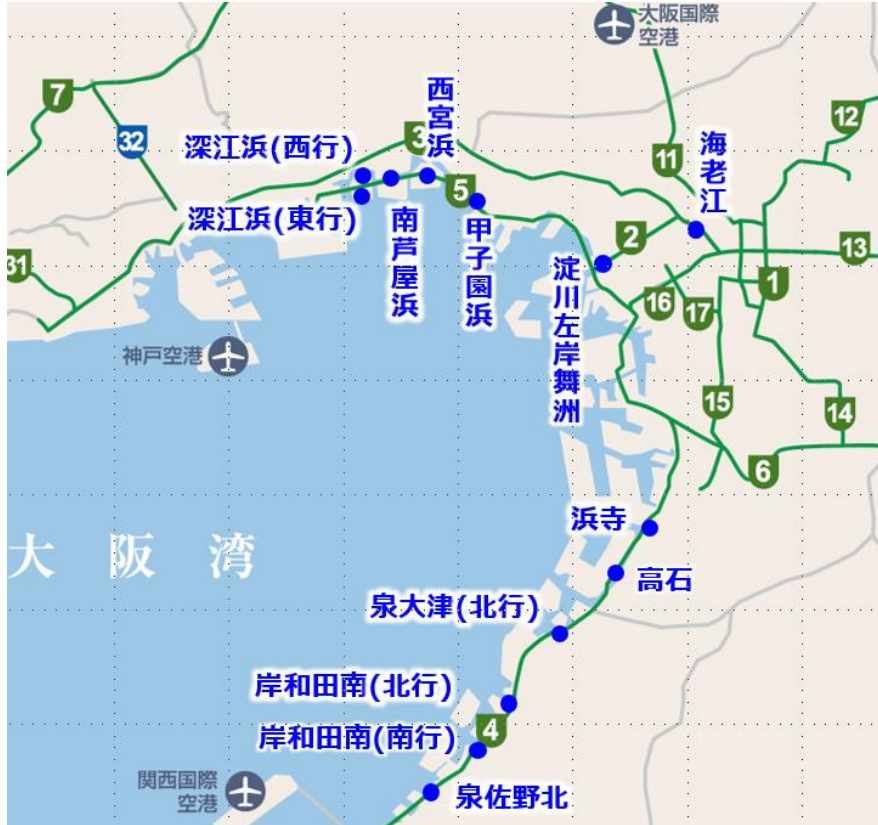 大阪国際
空港
7
12
32
3
西宮浜
深江浜(西行)
11
海老江
5
深江浜(東行)
南芦屋浜
甲子園浜
2
13
淀川左岸舞洲
31
1
16
17
神戸空港
15
14
6
浜寺
大阪湾
高石
泉大津(北行)
岸和田南(北行)
4
岸和田南(南行)
関西国際
空港
泉佐野北